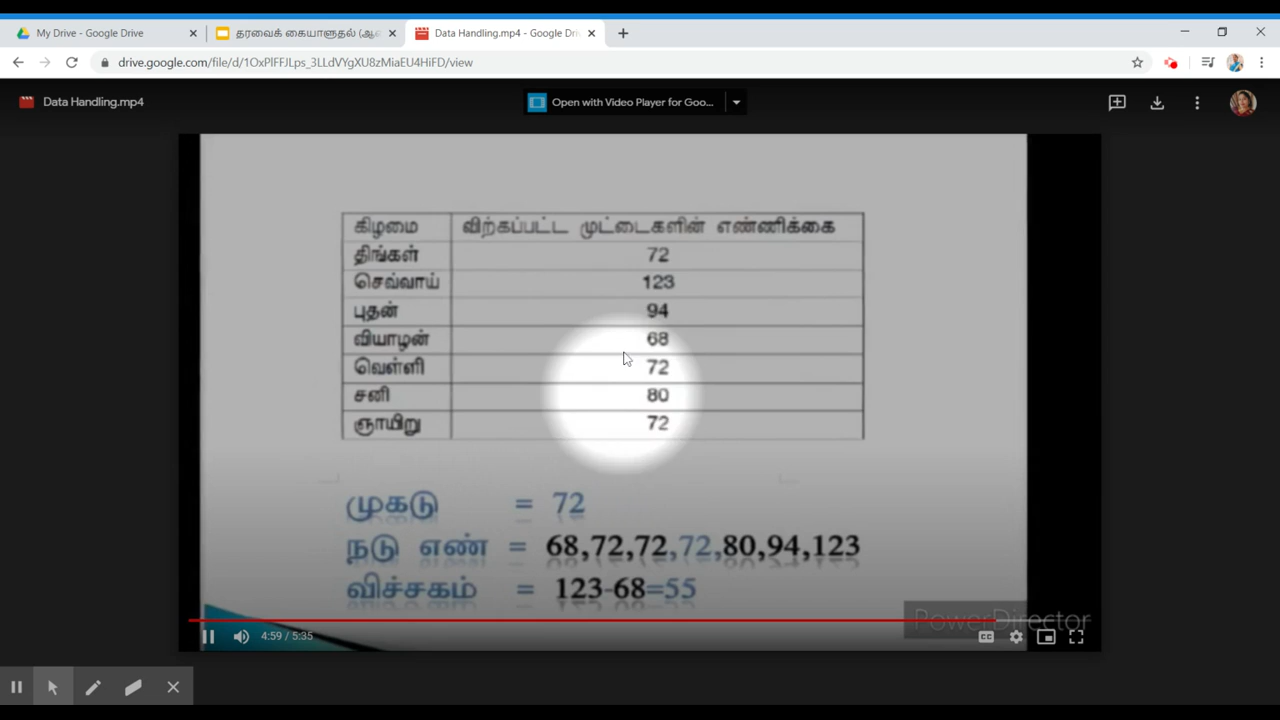 My Drive - Google Drive
தரவைக் கையாளுதல் (ஆ
Data Handling.mp4 - Google Dri
drive.google.com/file/d/1OxPlFFJLps_3LLdVYgXU8zMiaEU4HiFD/view
Data Handling.mp4
Open with Video Player for Goo...
கிழமை விற்கப்பட்ட முட்டைகளின் எண்ணிக்கை
திங்கள் 72
செவ்வாய் 123
புதன் 94
வியாழன் 68
வெள்ளி 72
சனி 80
ஞாயிறு 72
முகடு = 72
நடு எண் = 68,72,72,72,80,94,123
விச்சகம் = 123-68=55
PowerDirector
4:59 / 5:35
CC